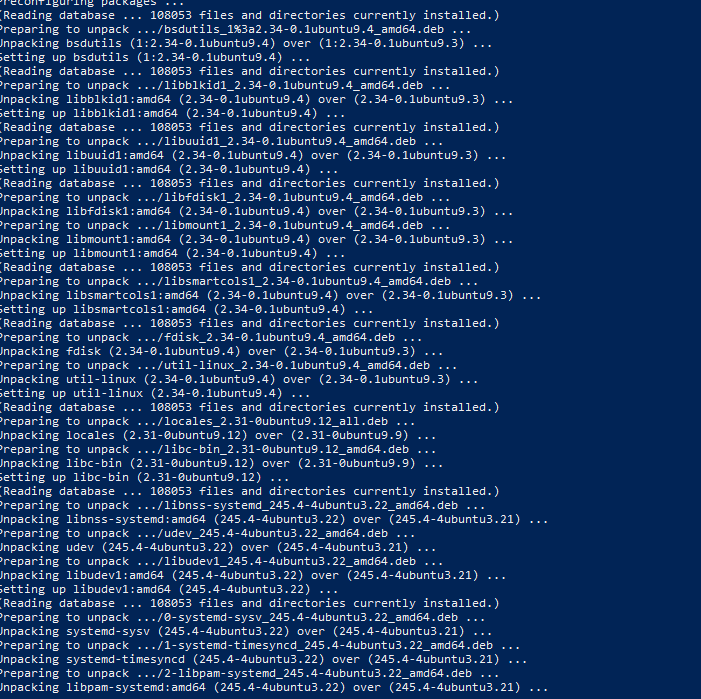 Preconfiguring packages ...
(Reading database ... 108053 files and directories currently installed.)
Preparing to unpack .../bsdutils_1%3a2.34-0.1ubuntu9.4_amd64.deb ...
Unpacking bsdutils (1:2.34-0.1ubuntu9.4) over (1:2.34-0.1ubuntu9.3) ...
Setting up bsdutils (1:2.34-0.1ubuntu9.4) ...
(Reading database ... 108053 files and directories currently installed.)
Preparing to unpack .../libblkid1_2.34-0.1ubuntu9.4_amd64.deb ...
Unpacking libblkid1:amd64 (2.34-0.1ubuntu9.4) over (2.34-0.1ubuntu9.3) ...
Setting up libblkid1:amd64 (2.34-0.1ubuntu9.4) ...
(Reading database ... 108053 files and directories currently installed.)
Preparing to unpack .../libuuid1_2.34-0.1ubuntu9.4_amd64.deb ...
Unpacking libuuid1:amd64 (2.34-0.1ubuntu9.4) over (2.34-0.1ubuntu9.3) ...
Setting up libuuid1:amd64 (2.34-0.1ubuntu9.4) ...
(Reading database ... 108053 files and directories currently installed.)
Preparing to unpack .../libfdisk1_2.34-0.1ubuntu9.4_amd64.deb ...
Unpacking libfdisk1:amd64 (2.34-0.1ubuntu9.4) over (2.34-0.1ubuntu9.3) ...
Preparing to unpack .../libmount1_2.34-0.1ubuntu9.4_amd64.deb ...
Unpacking libmount1:amd64 (2.34-0.1ubuntu9.4) over (2.34-0.1ubuntu9.3) ...
Setting up libmount1:amd64 (2.34-0.1ubuntu9.4) ...
(Reading database ... 108053 files and directories currently installed.)
Preparing to unpack .../libsmartcols1_2.34-0.1ubuntu9.4_amd64.deb ...
Unpacking libsmartcols1:amd64 (2.34-0.1ubuntu9.4) over (2.34-0.1ubuntu9.3) ...
Setting up libsmartcols1:amd64 (2.34-0.1ubuntu9.4) ...
(Reading database ... 108053 files and directories currently installed.)
Preparing to unpack .../fdisk_2.34-0.1ubuntu9.4_amd64.deb ...
Unpacking fdisk (2.34-0.1ubuntu9.4) over (2.34-0.1ubuntu9.3) ...
Preparing to unpack .../util-linux_2.34-0.1ubuntu9.4_amd64.deb ...
Unpacking util-linux (2.34-0.1ubuntu9.4) over (2.34-0.1ubuntu9.3) ...
Setting up util-linux (2.34-0.1ubuntu9.4) ...
(Reading database ... 108053 files and directories currently installed.)
Preparing to unpack .../locales_2.31-0ubuntu9.12_all.deb ...
Unpacking locales (2.31-0ubuntu9.12) over (2.31-0ubuntu9.9) ...
Preparing to unpack .../libc-bin_2.31-0ubuntu9.12_amd64.deb ...
Unpacking libc-bin (2.31-0ubuntu9.12) over (2.31-0ubuntu9.9) ...
Setting up libc-bin (2.31-0ubuntu9.12) ...
(Reading database ... 108053 files and directories currently installed.)
Preparing to unpack .../libnss-systemd_245.4-4ubuntu3.22_amd64.deb ...
Unpacking libnss-systemd:amd64 (245.4-4ubuntu3.22) over (245.4-4ubuntu3.21) ...
Preparing to unpack .../udev_245.4-4ubuntu3.22_amd64.deb ...
Unpacking udev (245.4-4ubuntu3.22) over (245.4-4ubuntu3.21) ...
Preparing to unpack .../libudev1_245.4-4ubuntu3.22_amd64.deb ...
Unpacking libudev1:amd64 (245.4-4ubuntu3.22) over (245.4-4ubuntu3.21) ...
Setting up libudev1:amd64 (245.4-4ubuntu3.22) ...
(Reading database ... 108053 files and directories currently installed.)
Preparing to unpack .../0-systemd-sysv_245.4-4ubuntu3.22_amd64.deb ...
Unpacking systemd-sysv (245.4-4ubuntu3.22) over (245.4-4ubuntu3.21) ...
Preparing to unpack .../1-systemd-timesyncd_245.4-4ubuntu3.22_amd64.deb ...
Unpacking systemd-timesyncd (245.4-4ubuntu3.22) over (245.4-4ubuntu3.21) ...
Preparing to unpack .../2-libpam-systemd_245.4-4ubuntu3.22_amd64.deb ...
Unpacking libpam-systemd:amd64 (245.4-4ubuntu3.22) over (245.4-4ubuntu3.21) ...